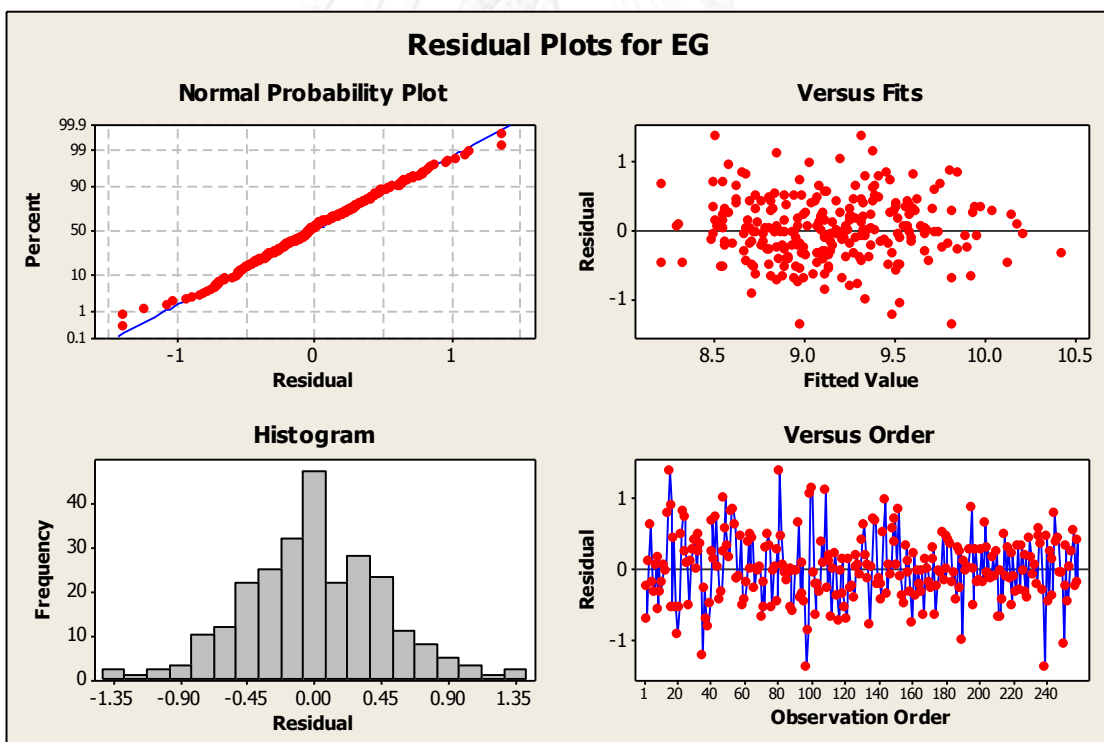 Residual Plots for EG
Normal Probability Plot
99.9
99
90
50
10
1
0.1
Percent
-1 0 1
Residual
Versus Fits
1
0
-1
Residual
8.5 9.0 9.5 10.0 10.5
Fitted Value
Histogram
40
30
20
10
0
Frequency
-1.35 -0.90 -0.45 0.00 0.45 0.90 1.35
Residual
Versus Order
1
0
-1
Residual
1 20 40 60 80 100 120 140 160 180 200 220 240
Observation Order